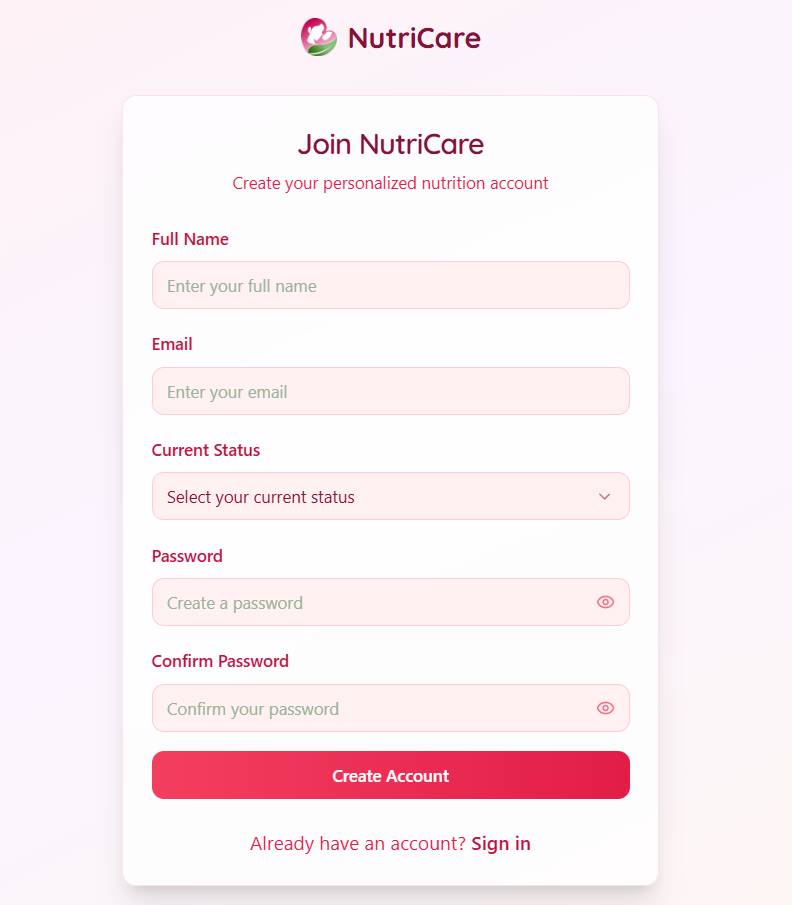 NutriCare
Join NutriCare
Create your personalized nutrition account
Full Name
Enter your full name
Email
Enter your email
Current Status
Select your current status
Password
Create a password
Confirm Password
Confirm your password
Create Account
Already have an account? Sign in